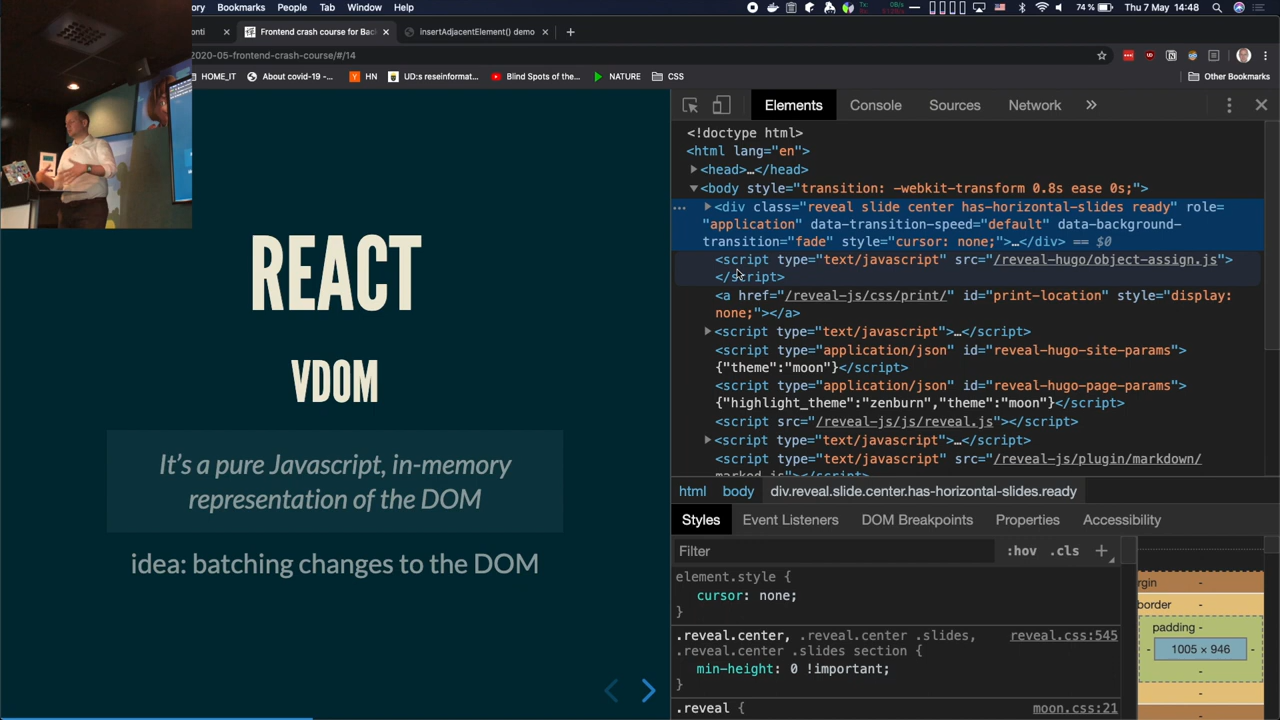 ory Bookmarks People Tab Window Help
74 % Thu 7 May 14:48
onti
Frontend crash course for Bac
insertAdjacentElement() demo
2020-05-frontend-crash-course/#/14
HOME_IT About covid-19 -... HN UD:s reseinformat... Blind Spots of the... NATURE CSS Other Bookmarks
REACT
VDOM
It's a pure Javascript, in-memory
representation of the DOM
idea: batching changes to the DOM
Elements Console Sources Network »
<!doctype html>
<html lang="en">
<head>…</head>
<body style="transition: -webkit-transform 0.8s ease 0s;">
<div class="reveal slide center has-horizontal-slides ready" role=
"application" data-transition-speed="default" data-background-
transition="fade" style="cursor: none;">…</div> == $0
<script type="text/javascript" src="/reveal-hugo/object-assign.js">
</script>
<a href="/reveal-js/css/print/" id="print-location" style="display:
none;"></a>
<script type="text/javascript">…</script>
<script type="application/json" id="reveal-hugo-site-params">
{"theme":"moon"}</script>
<script type="application/json" id="reveal-hugo-page-params">
{"highlight_theme":"zenburn","theme":"moon"}</script>
<script src="/reveal-js/js/reveal.js"></script>
<script type="text/javascript">…</script>
<script type="text/javascript" src="/reveal-js/plugin/markdown/
marked.js"></script>
html body div.reveal.slide.center.has-horizontal-slides.ready
Styles Event Listeners DOM Breakpoints Properties Accessibility
Filter :hov .cls +
element.style {
cursor: none;
}
.reveal.center, .reveal.center .slides, reveal.css:545
.reveal.center .slides section {
min-height: 0 !important;
}
.reveal { moon.css:21
rgin -
border -
padding -
- 1005 × 946 -
-
-
-